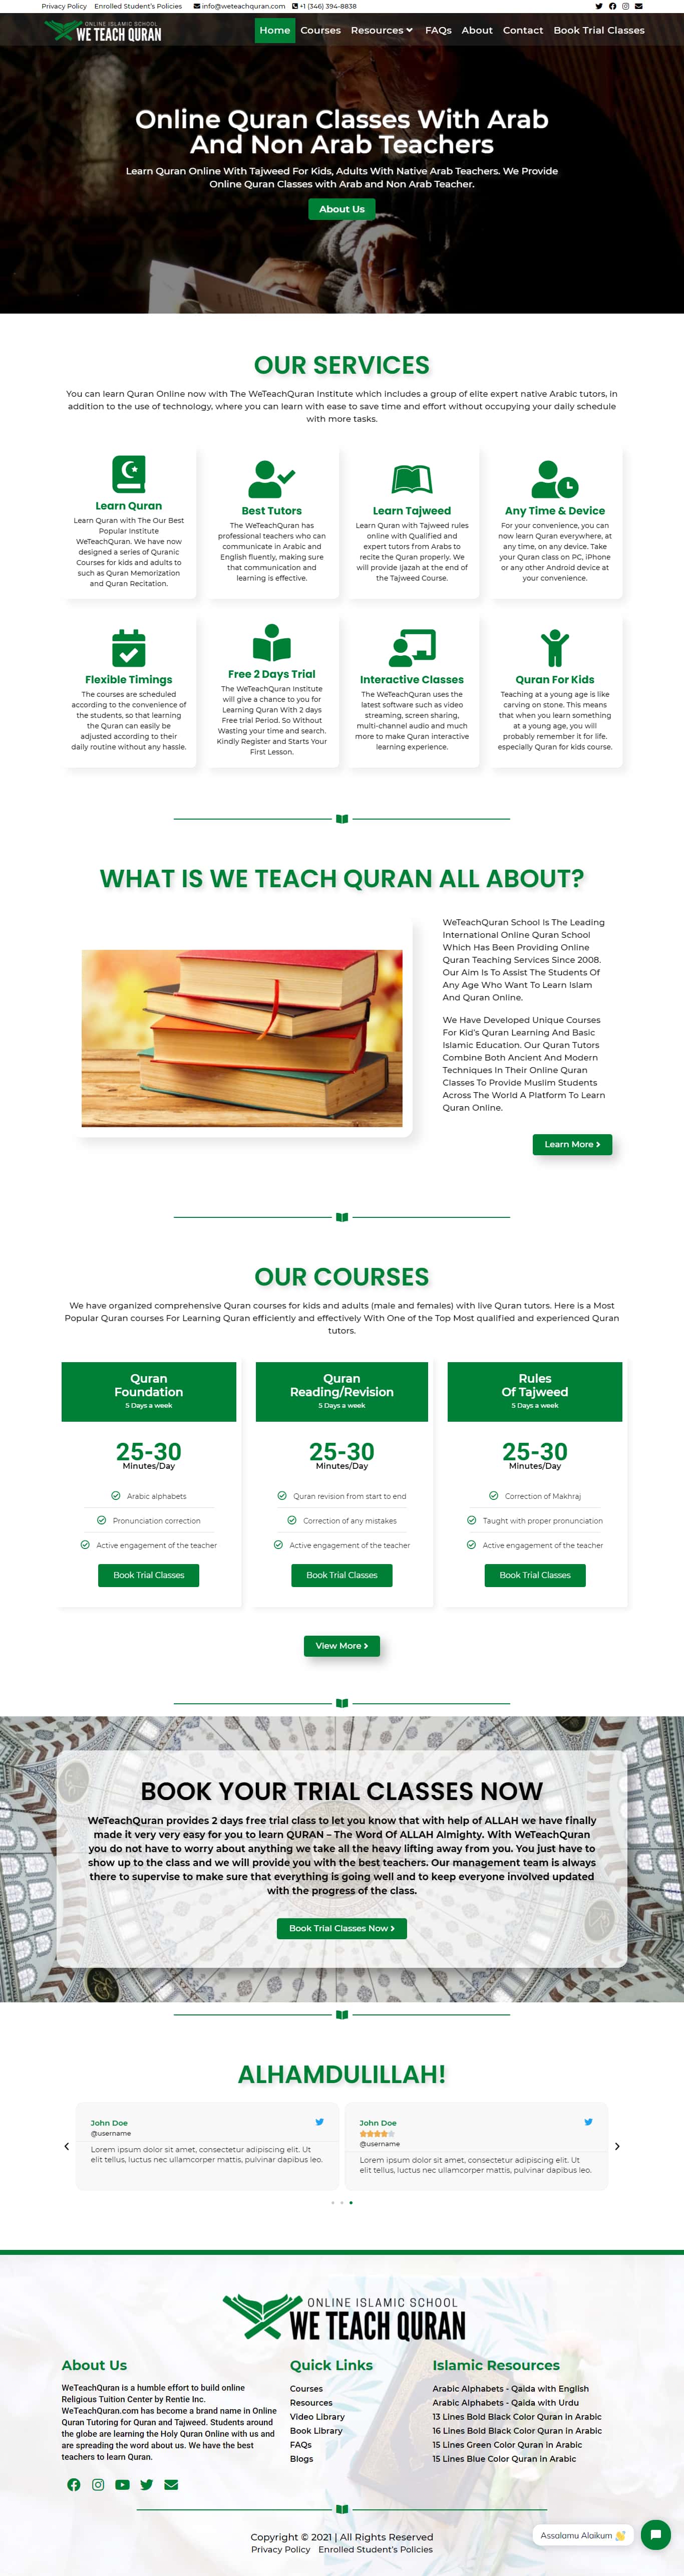 Privacy Policy Enrolled Student's Policies info@weteachquran.com +1 (346) 394-8838
ONLINE ISLAMIC SCHOOL
WE TEACH QURAN
Home Courses Resources FAQs About Contact Book Trial Classes
Online Quran Classes With Arab
And Non Arab Teachers
Learn Quran Online With Tajweed For Kids, Adults With Native Arab Teachers. We Provide
Online Quran Classes with Arab and Non Arab Teacher.
About Us
OUR SERVICES
You can learn Quran Online now with The WeTeachQuran Institute which includes a group of elite expert native Arabic tutors, in
addition to the use of technology, where you can learn with ease to save time and effort without occupying your daily schedule
with more tasks.
Learn Quran
Learn Quran with The Our Best
Popular Institute
WeTeachQuran. We have now
designed a series of Quranic
Courses for kids and adults to
such as Quran Memorization
and Quran Recitation.
Best Tutors
The WeTeachQuran has
professional teachers who can
communicate in Arabic and
English fluently, making sure
that communication and
learning is effective.
Learn Tajweed
Learn Quran with Tajweed rules
online with Qualified and
expert tutors from Arabs to
recite the Quran properly. We
will provide Ijazah at the end of
the Tajweed Course.
Any Time & Device
For your convenience, you can
now learn Quran everywhere, at
any time, on any device. Take
your Quran class on PC, iPhone
or any other Android device at
your convenience.
Flexible Timings
The courses are scheduled
according to the convenience of
the students, so that learning
the Quran can easily be
adjusted according to their
daily routine without any hassle.
Free 2 Days Trial
The WeTeachQuran Institute
will give a chance to you for
Learning Quran With 2 days
Free trial Period. So Without
Wasting your time and search.
Kindly Register and Starts Your
First Lesson.
Interactive Classes
The WeTeachQuran uses the
latest software such as video
streaming, screen sharing,
multi-channel audio and much
more to make Quran interactive
learning experience.
Quran For Kids
Teaching at a young age is like
carving on stone. This means
that when you learn something
at a young age, you will
probably remember it for life.
especially Quran for kids course.
WHAT IS WE TEACH QURAN ALL ABOUT?
WeTeachQuran School Is The Leading
International Online Quran School
Which Has Been Providing Online
Quran Teaching Services Since 2008.
Our Aim Is To Assist The Students Of
Any Age Who Want To Learn Islam
And Quran Online.
We Have Developed Unique Courses
For Kid's Quran Learning And Basic
Islamic Education. Our Quran Tutors
Combine Both Ancient And Modern
Techniques In Their Online Quran
Classes To Provide Muslim Students
Across The World A Platform To Learn
Quran Online.
Learn More
OUR COURSES
We have organized comprehensive Quran courses for kids and adults (male and females) with live Quran tutors. Here is a Most
Popular Quran courses For Learning Quran efficiently and effectively With One of the Top Most qualified and experienced Quran
tutors.
Quran
Foundation
5 Days a week
25-30
Minutes/Day
Arabic alphabets
Pronunciation correction
Active engagement of the teacher
Book Trial Classes
Quran
Reading/Revision
5 Days a week
25-30
Minutes/Day
Quran revision from start to end
Correction of any mistakes
Active engagement of the teacher
Book Trial Classes
Rules
Of Tajweed
5 Days a week
25-30
Minutes/Day
Correction of Makhraj
Taught with proper pronunciation
Active engagement of the teacher
Book Trial Classes
View More
BOOK YOUR TRIAL CLASSES NOW
WeTeachQuran provides 2 days free trial class to let you know that with help of ALLAH we have finally
made it very very easy for you to learn QURAN – The Word Of ALLAH Almighty. With WeTeachQuran
you do not have to worry about anything we take all the heavy lifting away from you. You just have to
show up to the class and we will provide you with the best teachers. Our management team is always
there to supervise to make sure that everything is going well and to keep everyone involved updated
with the progress of the class.
Book Trial Classes Now
ALHAMDULILLAH!
John Doe
@username
Lorem ipsum dolor sit amet, consectetur adipiscing elit. Ut
elit tellus, luctus nec ullamcorper mattis, pulvinar dapibus leo.
John Doe
@username
Lorem ipsum dolor sit amet, consectetur adipiscing elit. Ut
elit tellus, luctus nec ullamcorper mattis, pulvinar dapibus leo.
ONLINE ISLAMIC SCHOOL
WE TEACH QURAN
About Us
WeTeachQuran is a humble effort to build online
Religious Tuition Center by Rentie Inc.
WeTeachQuran.com has become a brand name in Online
Quran Tutoring for Quran and Tajweed. Students around
the globe are learning the Holy Quran Online with us and
are spreading the word about us. We have the best
teachers to learn Quran.
Quick Links
Courses
Resources
Video Library
Book Library
FAQs
Blogs
Islamic Resources
Arabic Alphabets - Qaida with English
Arabic Alphabets - Qaida with Urdu
13 Lines Bold Black Color Quran in Arabic
16 Lines Bold Black Color Quran in Arabic
15 Lines Green Color Quran in Arabic
15 Lines Blue Color Quran in Arabic
Assalamu Alaikum 👋
Copyright © 2021 | All Rights Reserved
Privacy Policy Enrolled Student's Policies